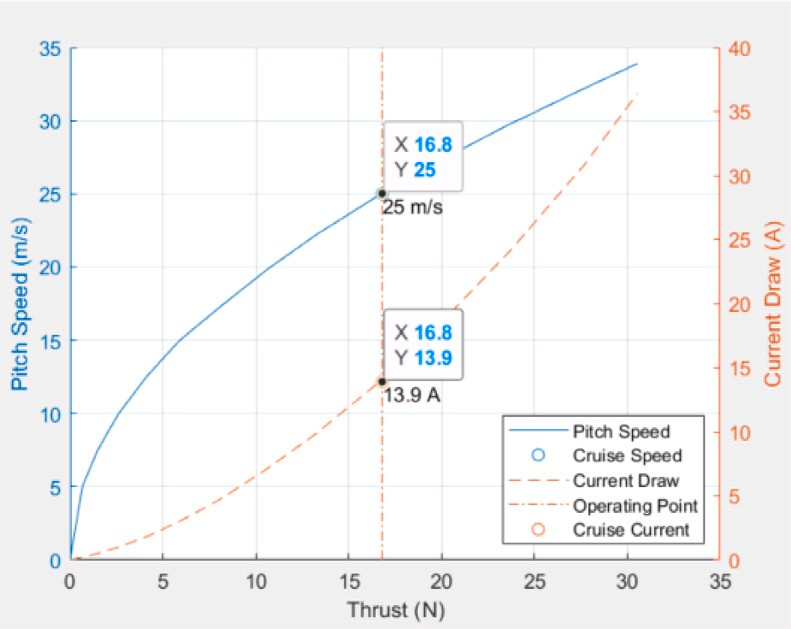 35
30
25
20
15
10
5
0
Pitch Speed (m/s)
40
35
30
25
20
15
10
5
0
Current Draw (A)
X 16.8
Y 25
25 m/s
X 16.8
Y 13.9
13.9 A
Pitch Speed
Cruise Speed
Current Draw
Operating Point
Cruise Current
0 5 10 15 20 25 30 35
Thrust (N)